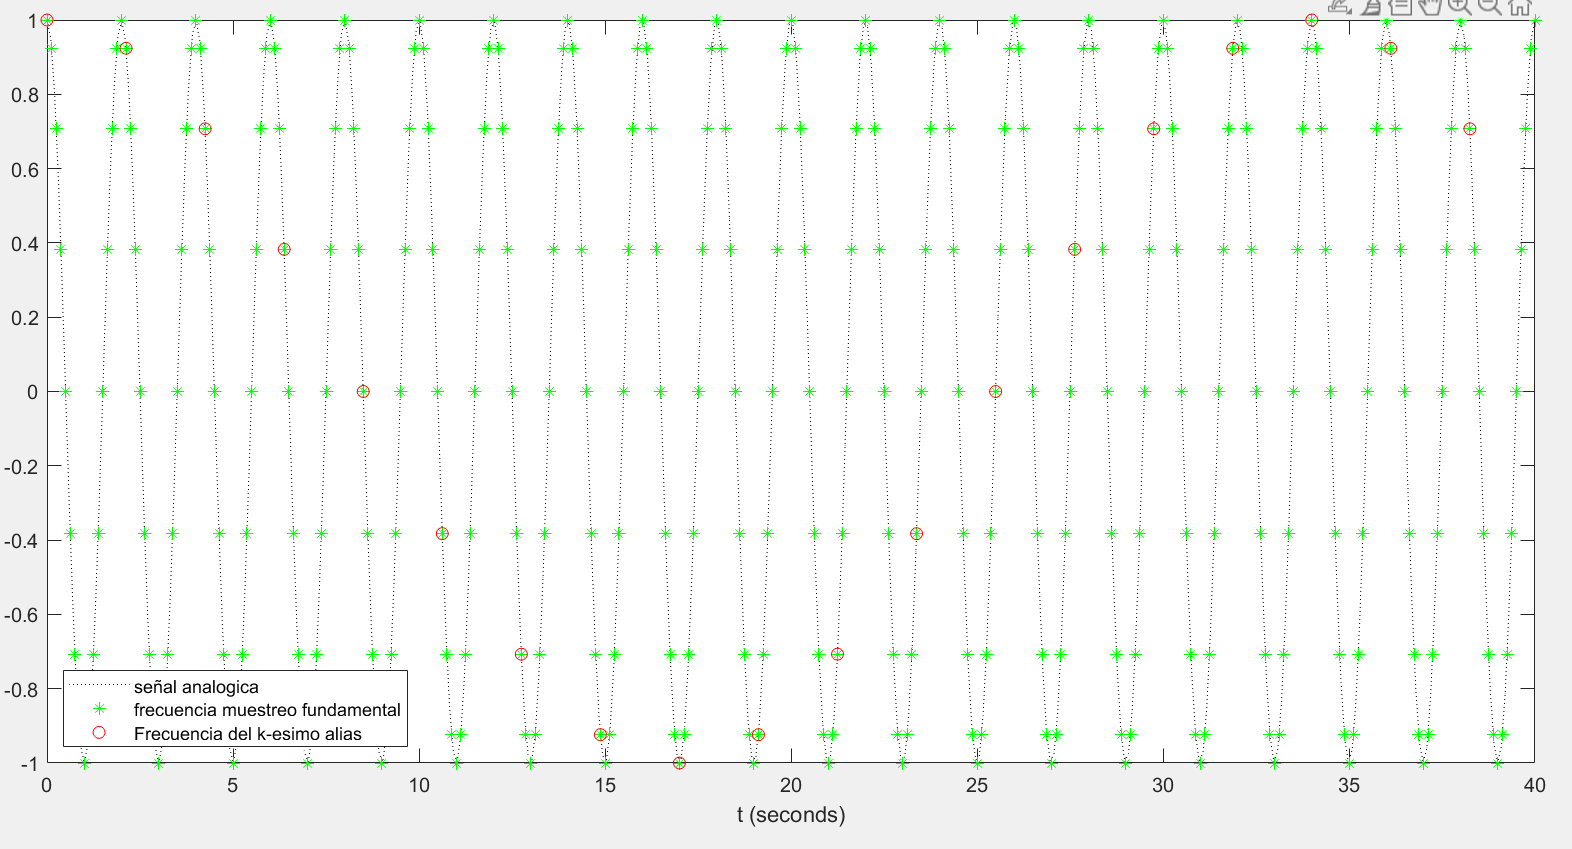 1
0.8
0.6
0.4
0.2
0
-0.2
-0.4
-0.6
-0.8
-1
señal analogica
frecuencia muestreo fundamental
Frecuencia del k-esimo alias
0 5 10 15 20 25 30 35 40
t (seconds)